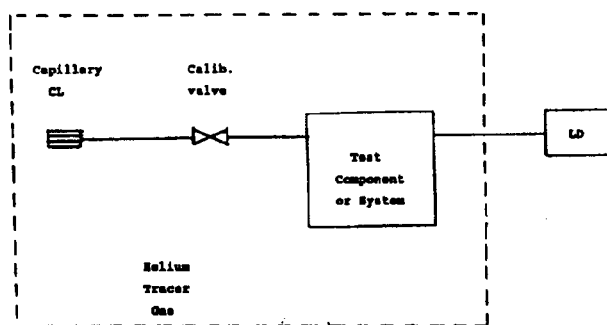 Capillary
CL
Calib.
valve
Test
Component
or System
LD
Helium
Tracer
Gas